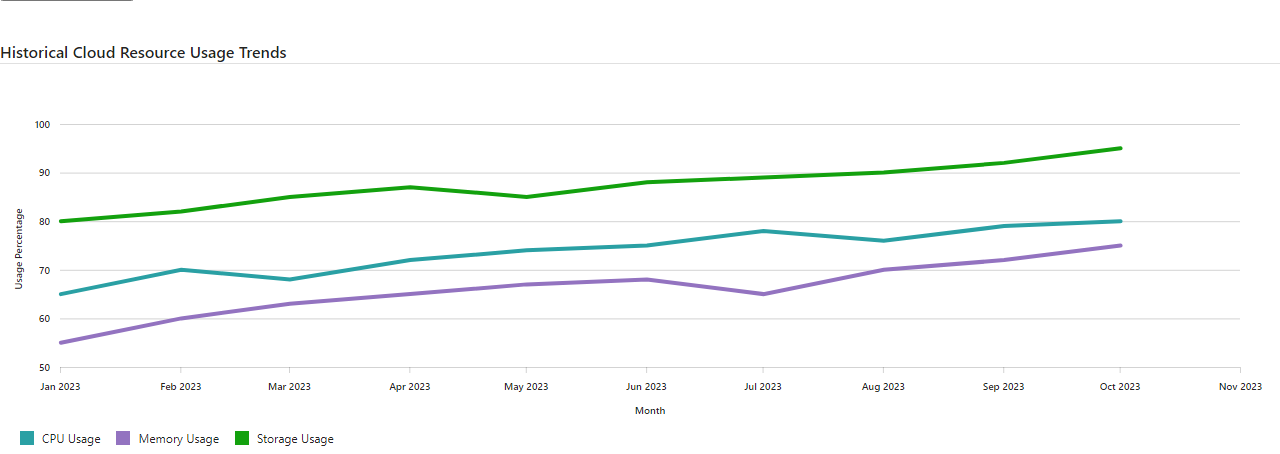 Historical Cloud Resource Usage Trends
100
90
80
70
60
50
Usage Percentage
Jan 2023 Feb 2023 Mar 2023 Apr 2023 May 2023 Jun 2023 Jul 2023 Aug 2023 Sep 2023 Oct 2023 Nov 2023
Month
CPU Usage Memory Usage Storage Usage